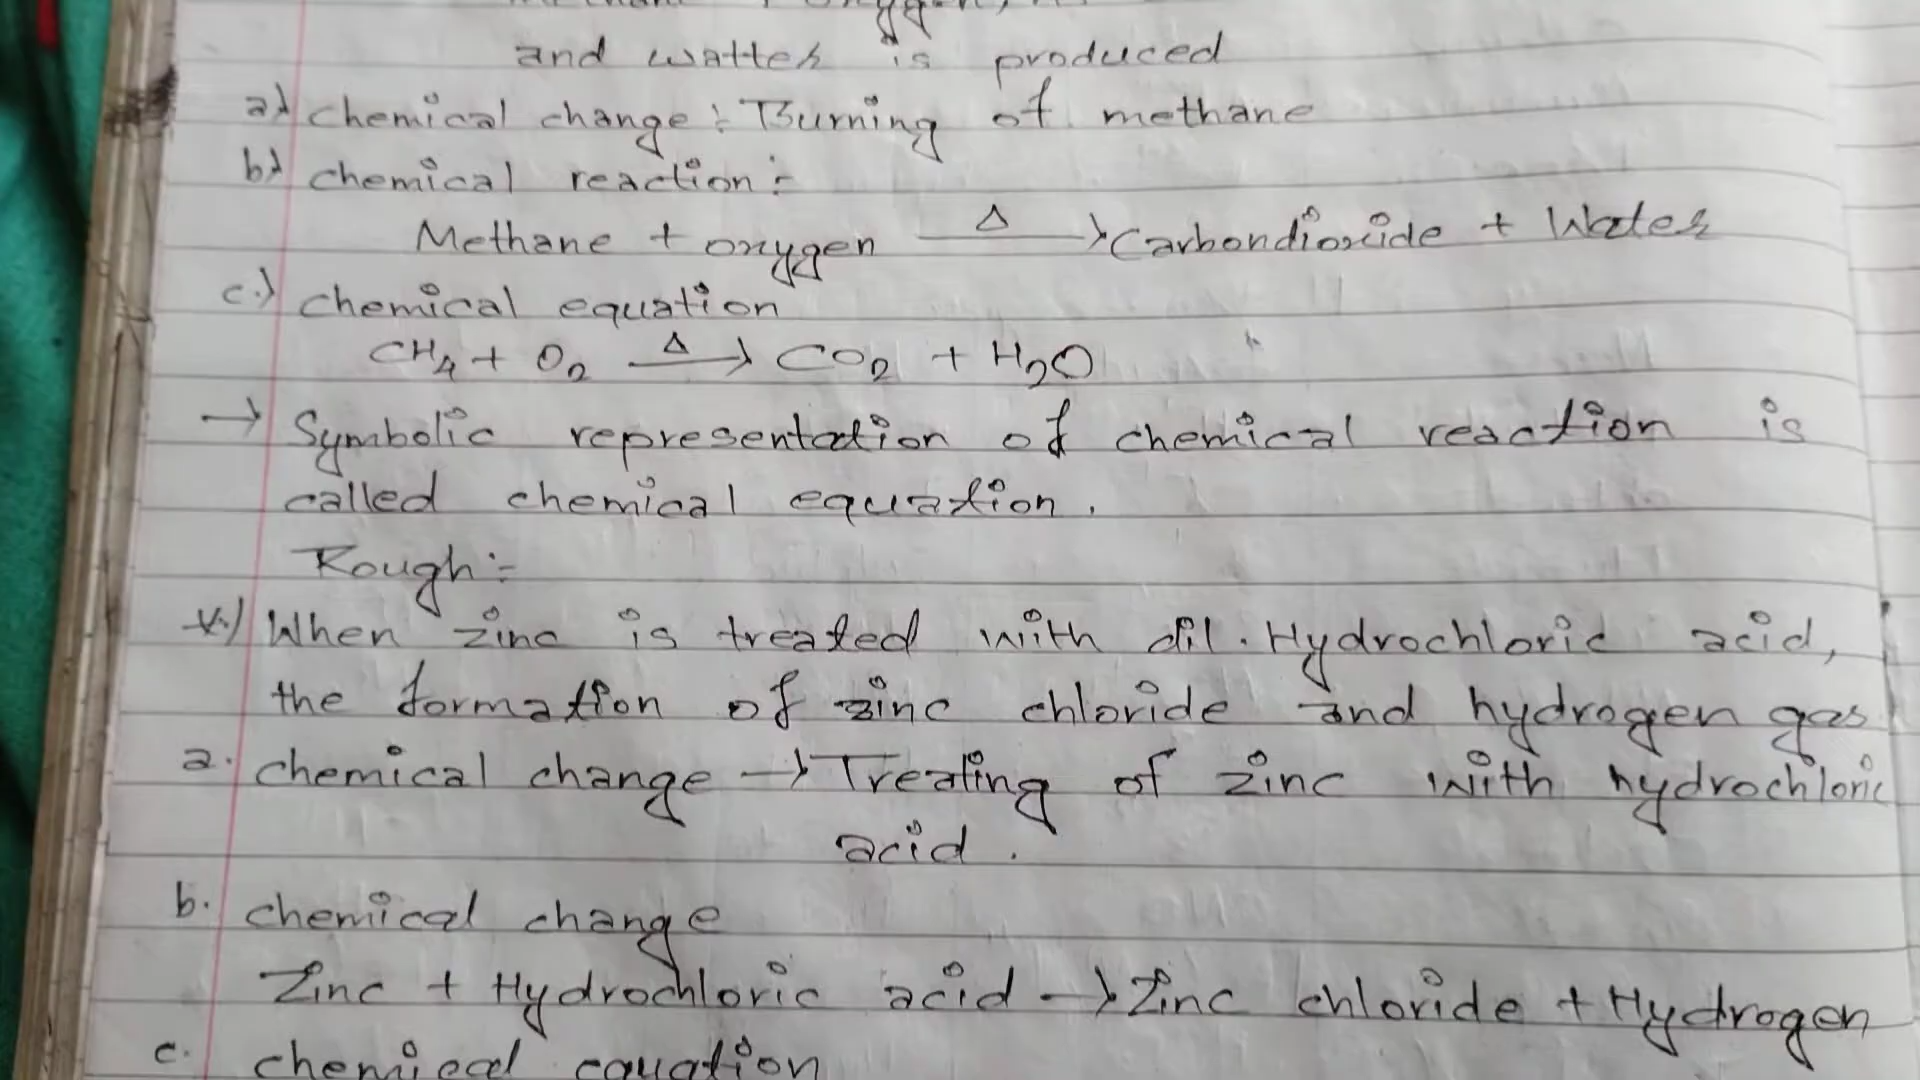 and watter is produced
a) chemical change :- Burning of methane
b) chemical reaction :-
Methane + oxygen Δ→ Carbondioxide + Water
c.) chemical equation
CH₄ + O₂ Δ→ CO₂ + H₂O
→ Symbolic representation of chemical reaction is
called chemical equation.
Rough :-
When zinc is treated with dil. Hydrochloric acid,
the formation of zinc chloride and hydrogen gas
a. chemical change → Treating of zinc with hydrochloric
acid.
b. chemical change
Zinc + Hydrochloric acid → Zinc chloride + Hydrogen
c. chemical equation